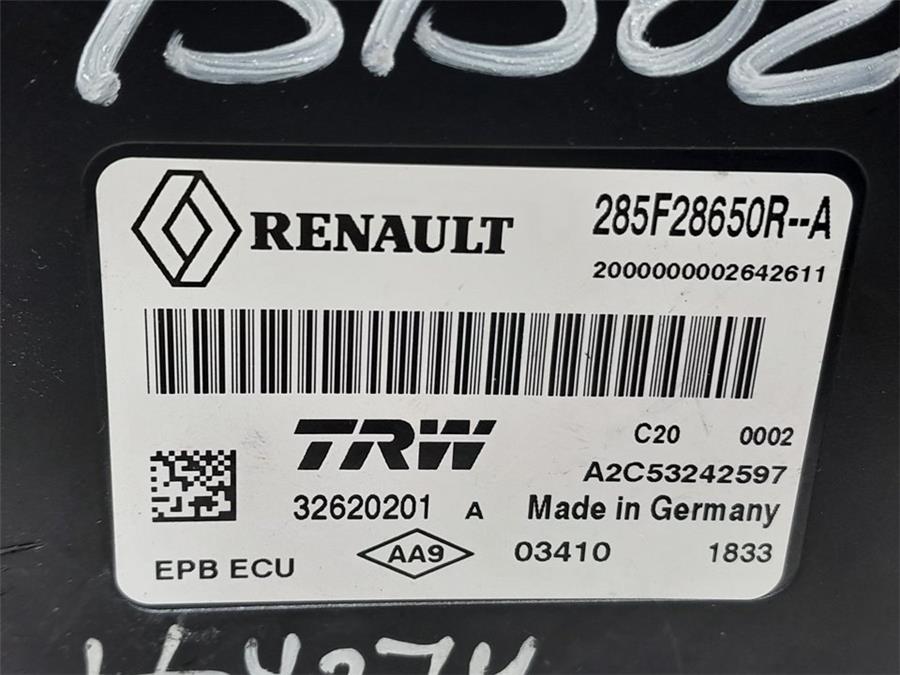 RENAULT 285F28650R--A
2000000002642611
C20 0002
TRW
A2C53242597
32620201 A Made in Germany
EPB ECU AA9 03410 1833